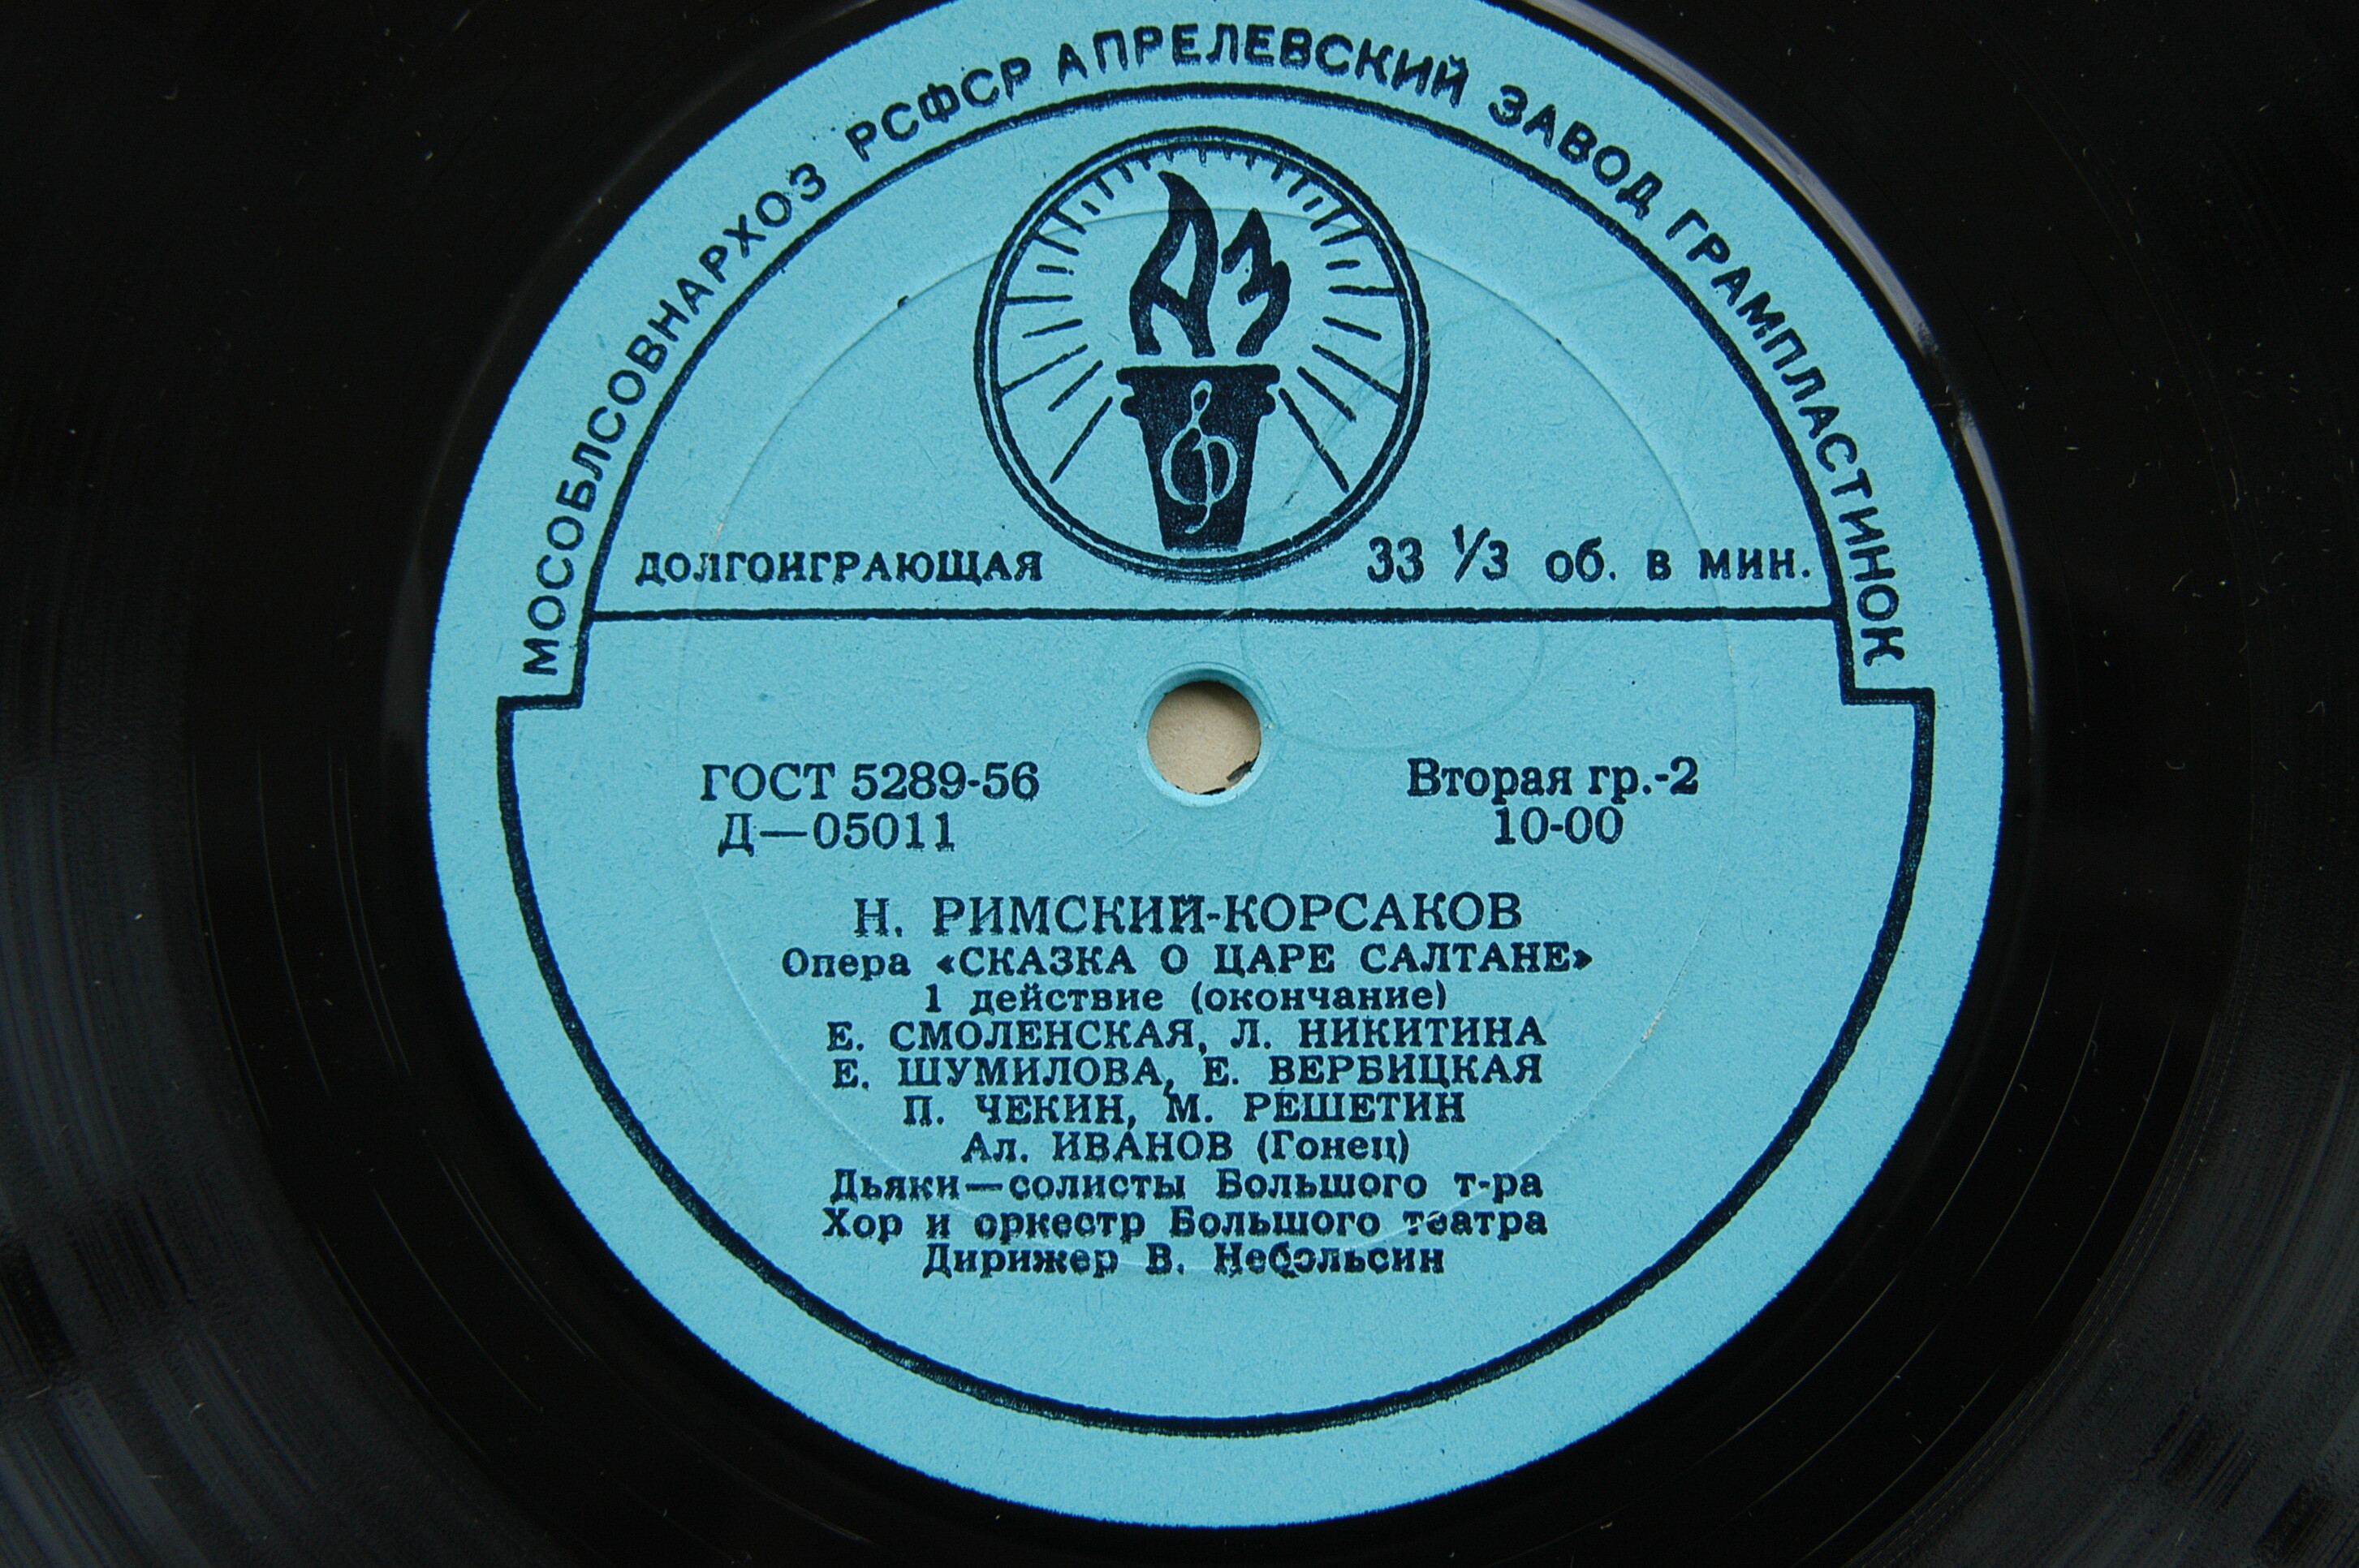 МОСОБЛСОВНАРХОЗ РСФСР АПРЕЛЕВСКИЙ ЗАВОД ГРАМПЛАСТИНОК
АЗ
ДОЛГОИГРАЮЩАЯ
33 1/3 об. в мин.
ГОСТ 5289-56
Д—05011
Вторая гр.-2
10-00
Н. РИМСКИЙ-КОРСАКОВ
Опера «СКАЗКА О ЦАРЕ САЛТАНЕ»
1 действие (окончание)
Е. СМОЛЕНСКАЯ, Л. НИКИТИНА
Е. ШУМИЛОВА, Е. ВЕРБИЦКАЯ
П. ЧЕКИН, М. РЕШЕТИН
Ал. ИВАНОВ (Гонец)
Дьяки—солисты Большого т-ра
Хор и оркестр Большого театра
Дирижер В. Небольсин